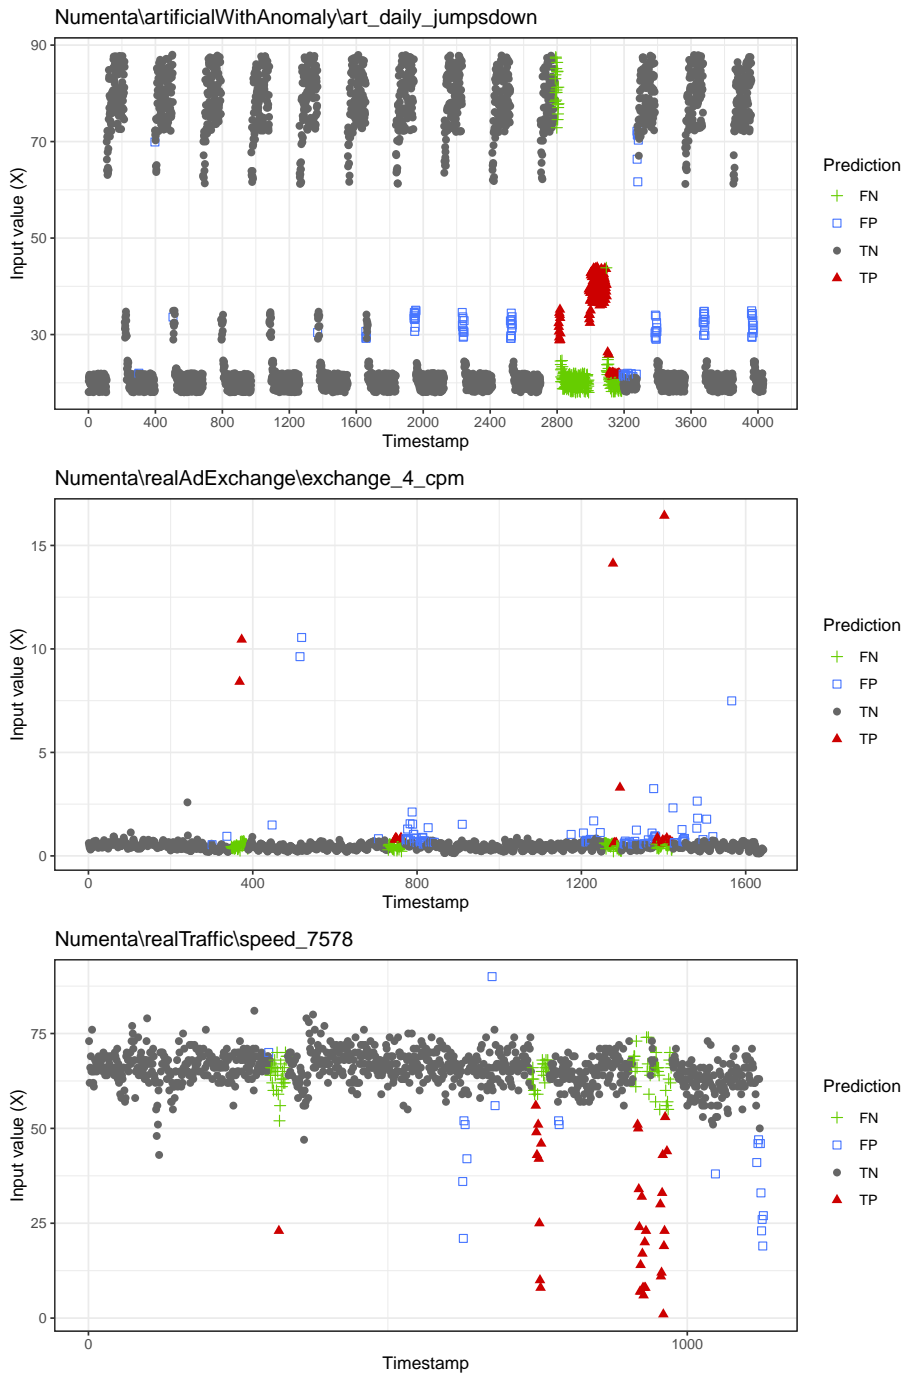 Numenta\artificialWithAnomaly\art_daily_jumpsdown
90
70
50
30
Input value (X)
0 400 800 1200 1600 2000 2400 2800 3200 3600 4000
Timestamp
Prediction
FN
FP
TN
TP
Numenta\realAdExchange\exchange_4_cpm
15
10
5
0
Input value (X)
0 400 800 1200 1600
Timestamp
Prediction
FN
FP
TN
TP
Numenta\realTraffic\speed_7578
75
50
25
0
Input value (X)
0 1000
Timestamp
Prediction
FN
FP
TN
TP